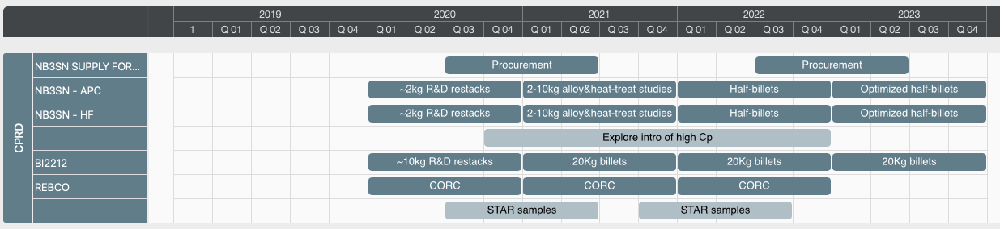 2019 2020 2021 2022 2023
1 Q 01 Q 02 Q 03 Q 04 Q 01 Q 02 Q 03 Q 04 Q 01 Q 02 Q 03 Q 04 Q 01 Q 02 Q 03 Q 04 Q 01 Q 02 Q 03 Q 04
CPRD
NB3SN SUPPLY FOR... Procurement Procurement
NB3SN - APC ~2kg R&D restacks 2-10kg alloy&heat-treat studies Half-billets Optimized half-billets
NB3SN - HF ~2kg R&D restacks 2-10kg alloy&heat-treat studies Half-billets Optimized half-billets
Explore intro of high Cp
BI2212 ~10kg R&D restacks 20Kg billets 20Kg billets 20Kg billets
REBCO CORC CORC CORC
STAR samples STAR samples